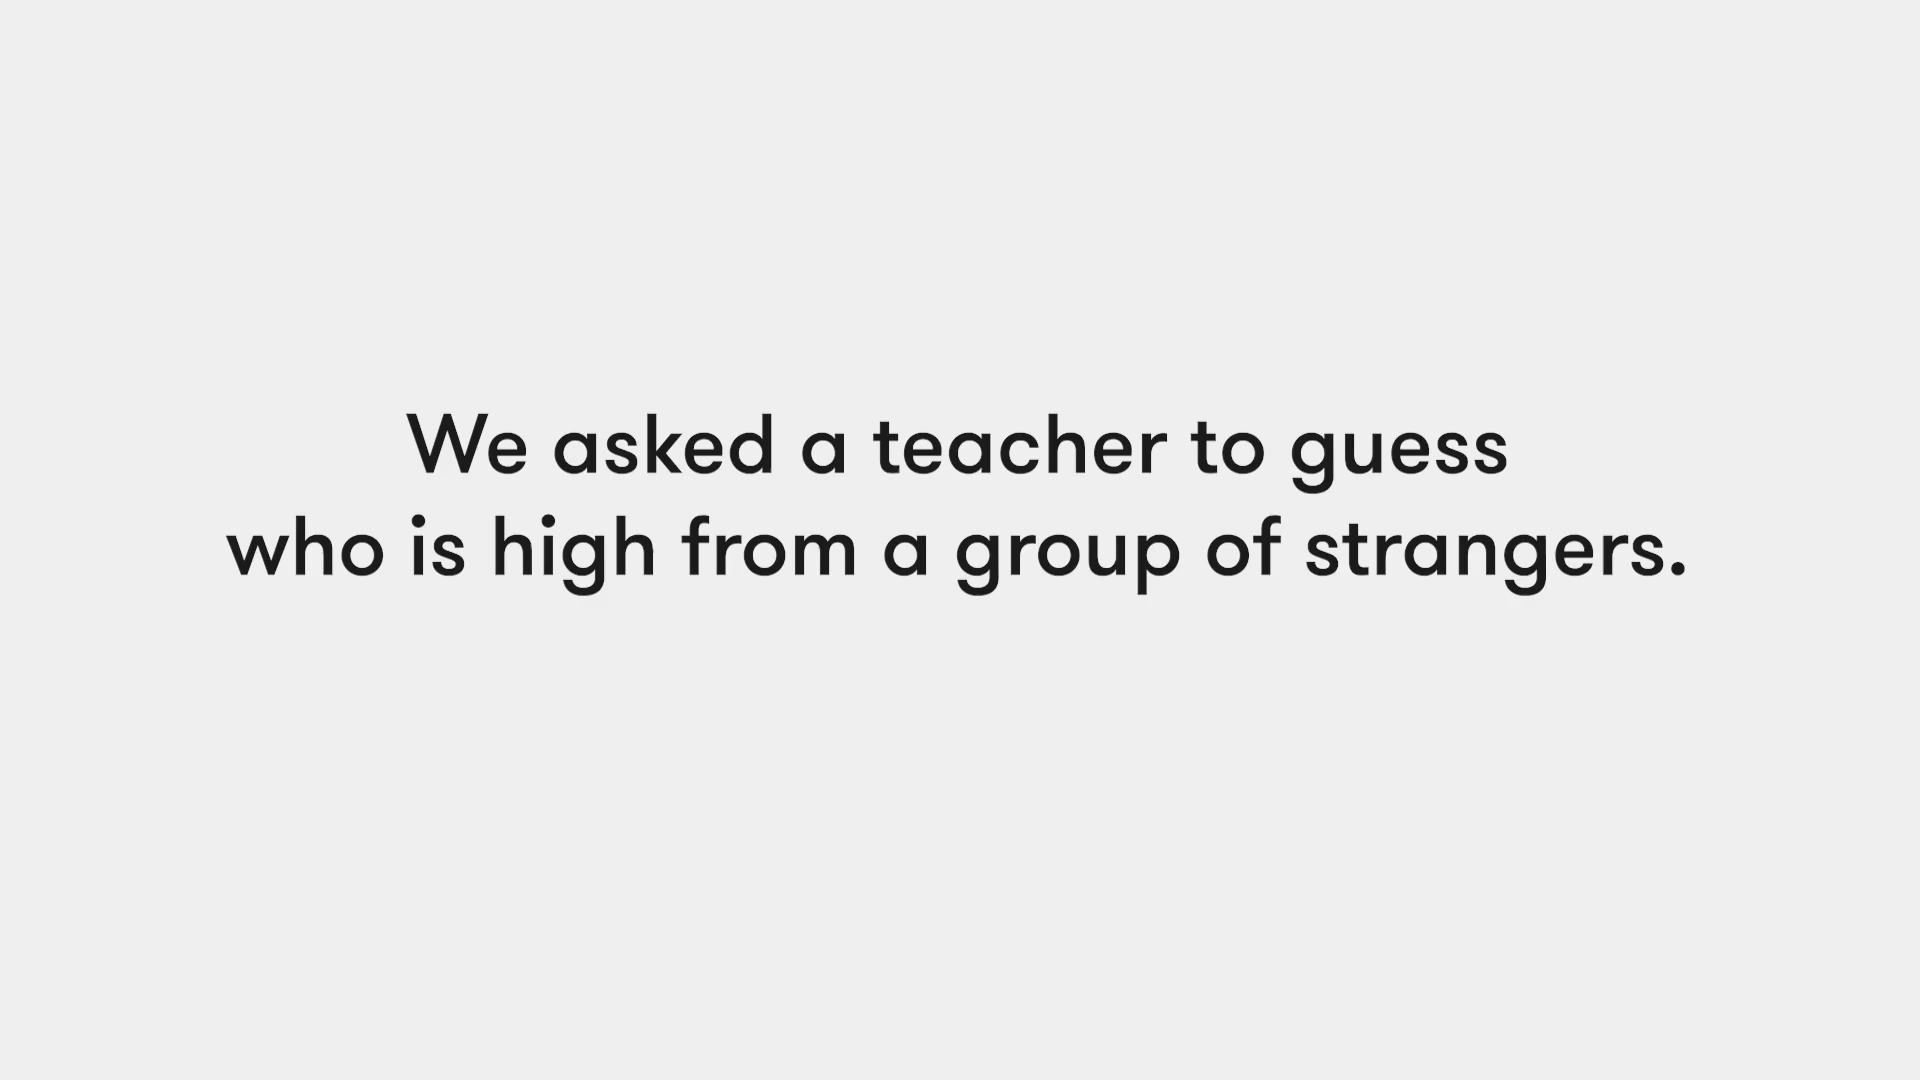 We asked a teacher to guess
who is high from a group of strangers.